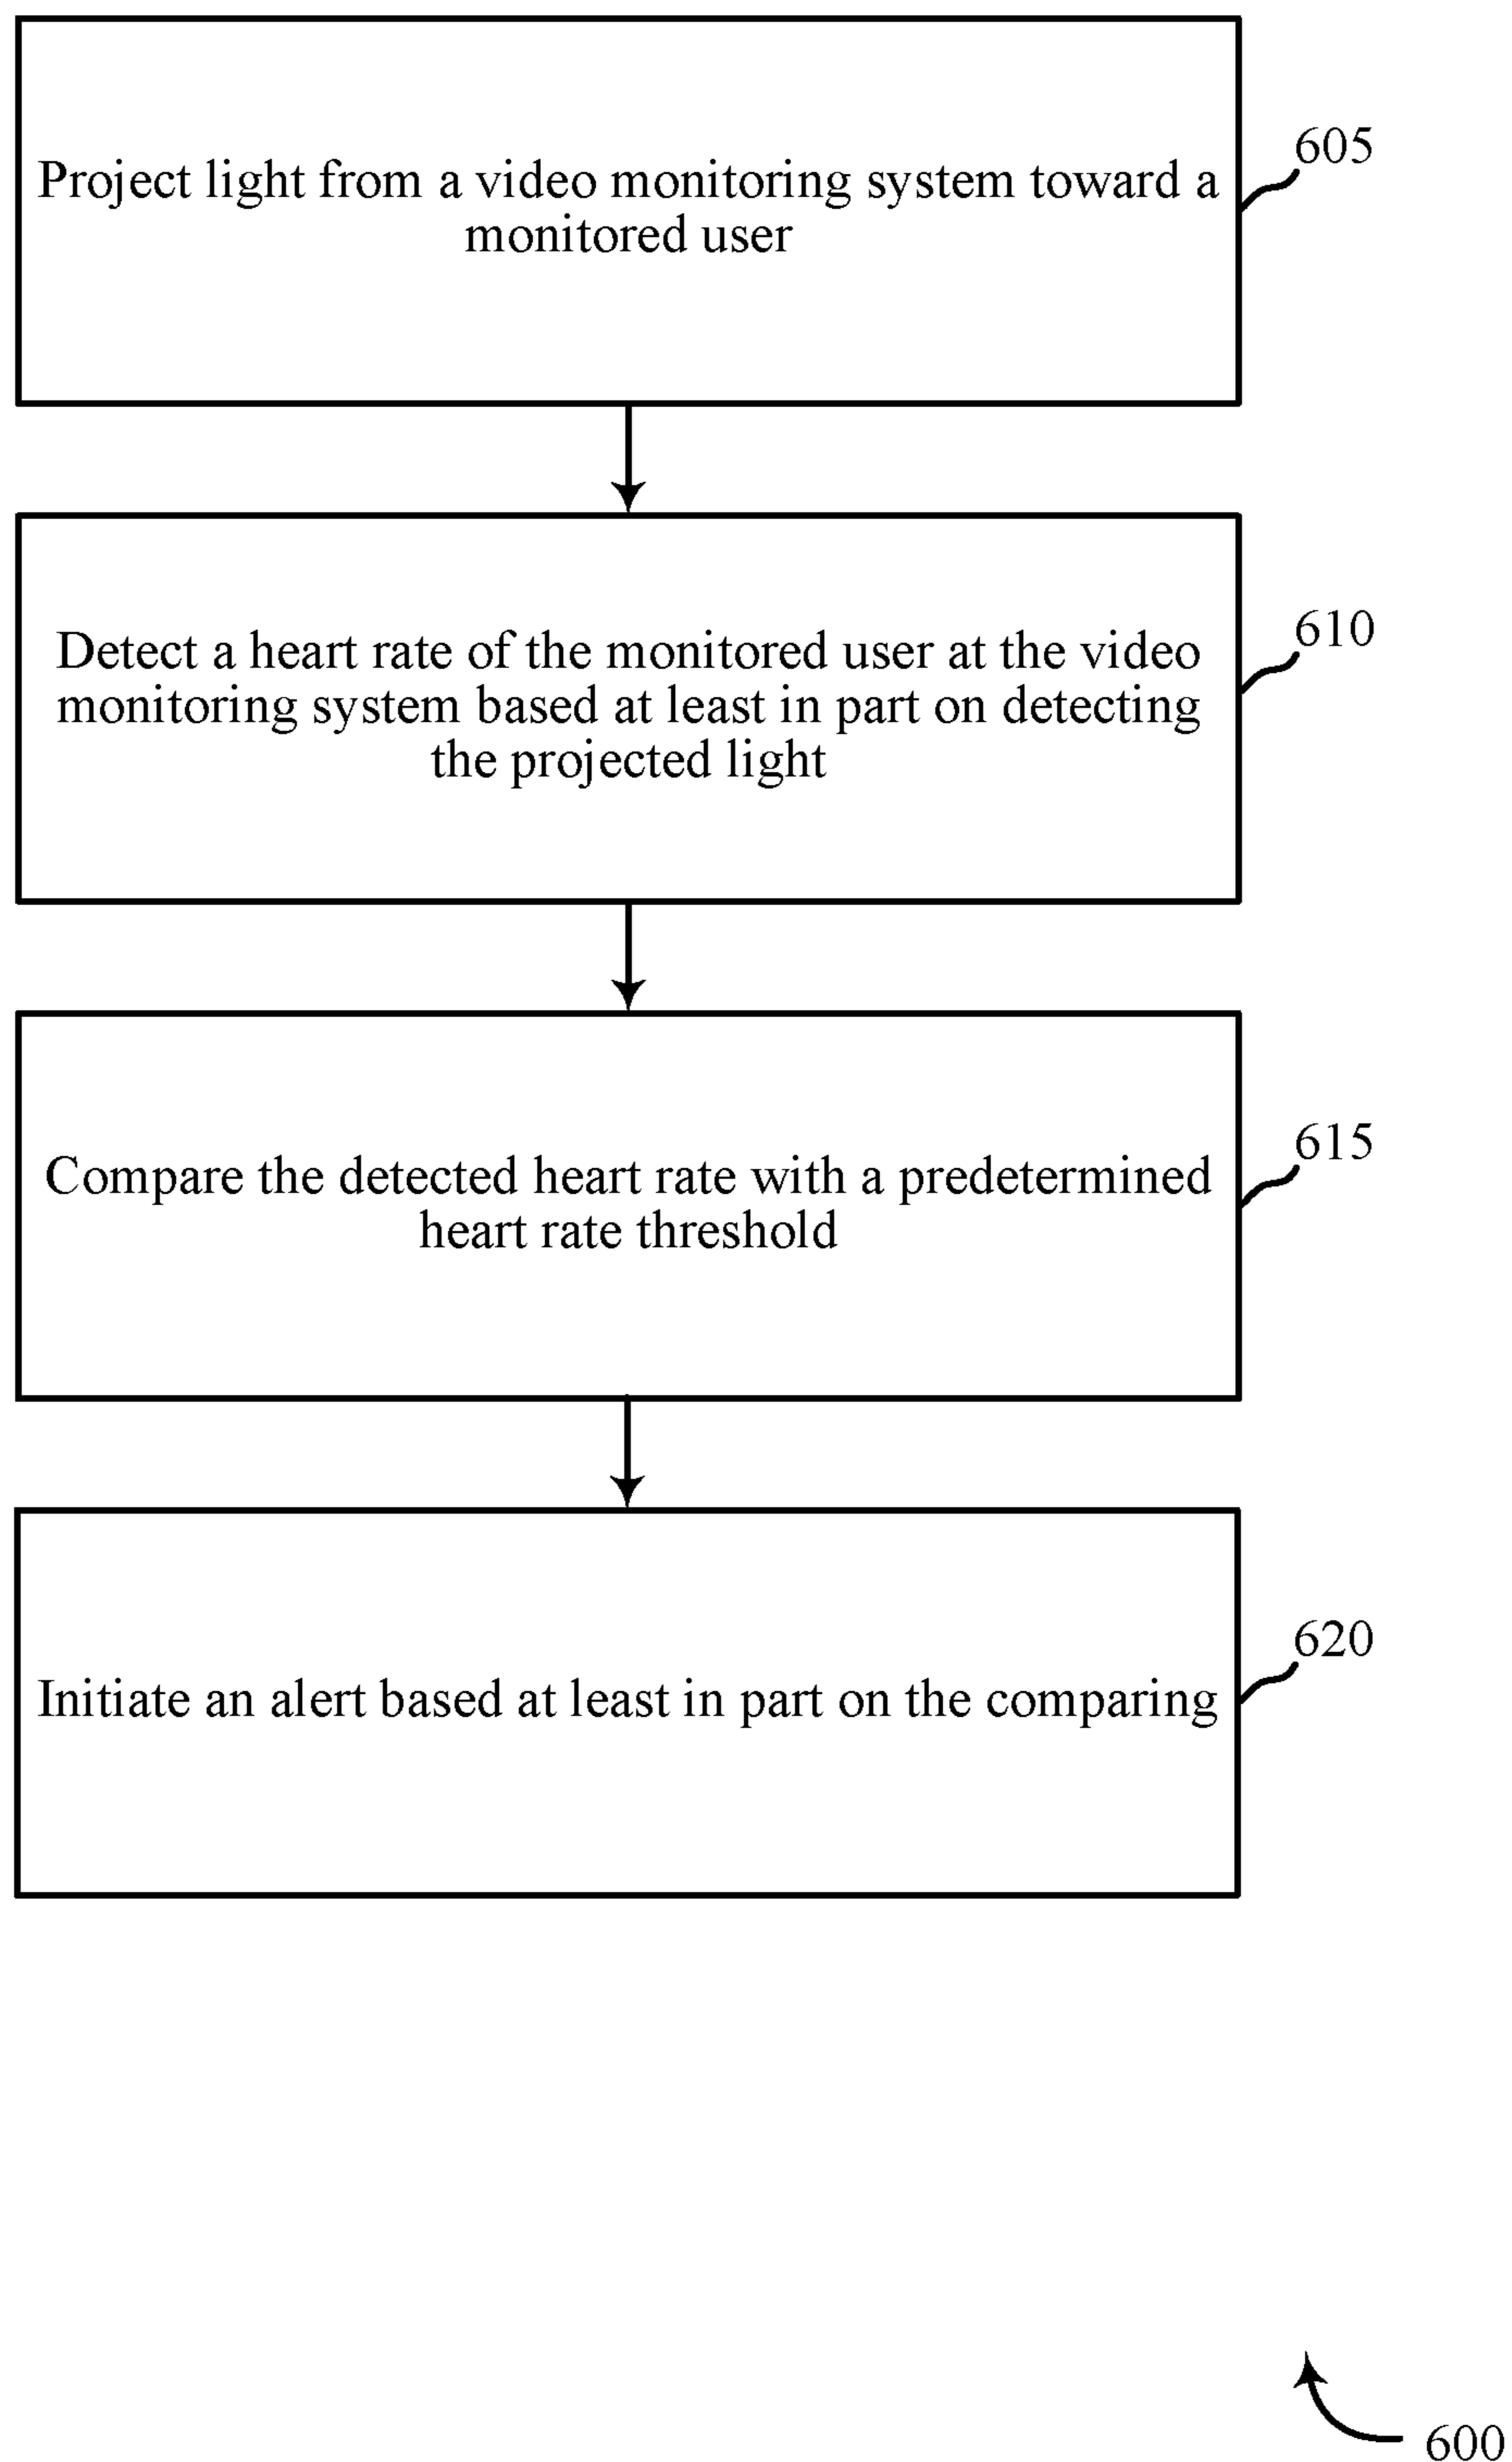 Project light from a video monitoring system toward a
monitored user
605
Detect a heart rate of the monitored user at the video
monitoring system based at least in part on detecting
the projected light
610
Compare the detected heart rate with a predetermined
heart rate threshold
615
Initiate an alert based at least in part on the comparing
620
600